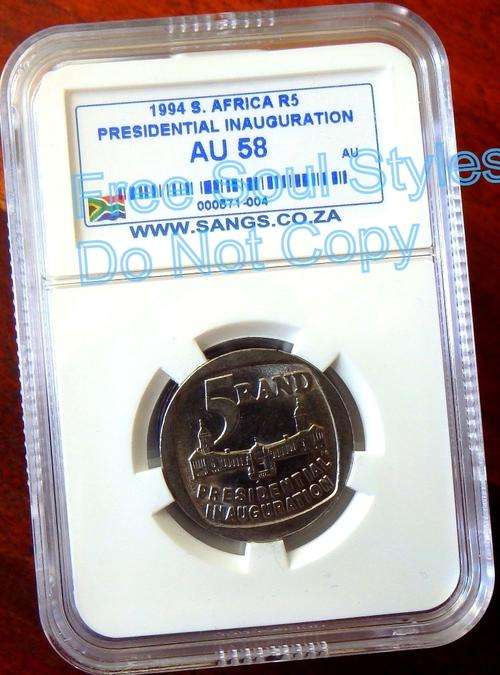 1994 S. AFRICA R5
PRESIDENTIAL INAUGURATION
AU 58
AU
000671-004
WWW.SANGS.CO.ZA
Free Soul Styles
Do Not Copy
5 RAND
PRESIDENTIAL
INAUGURATION